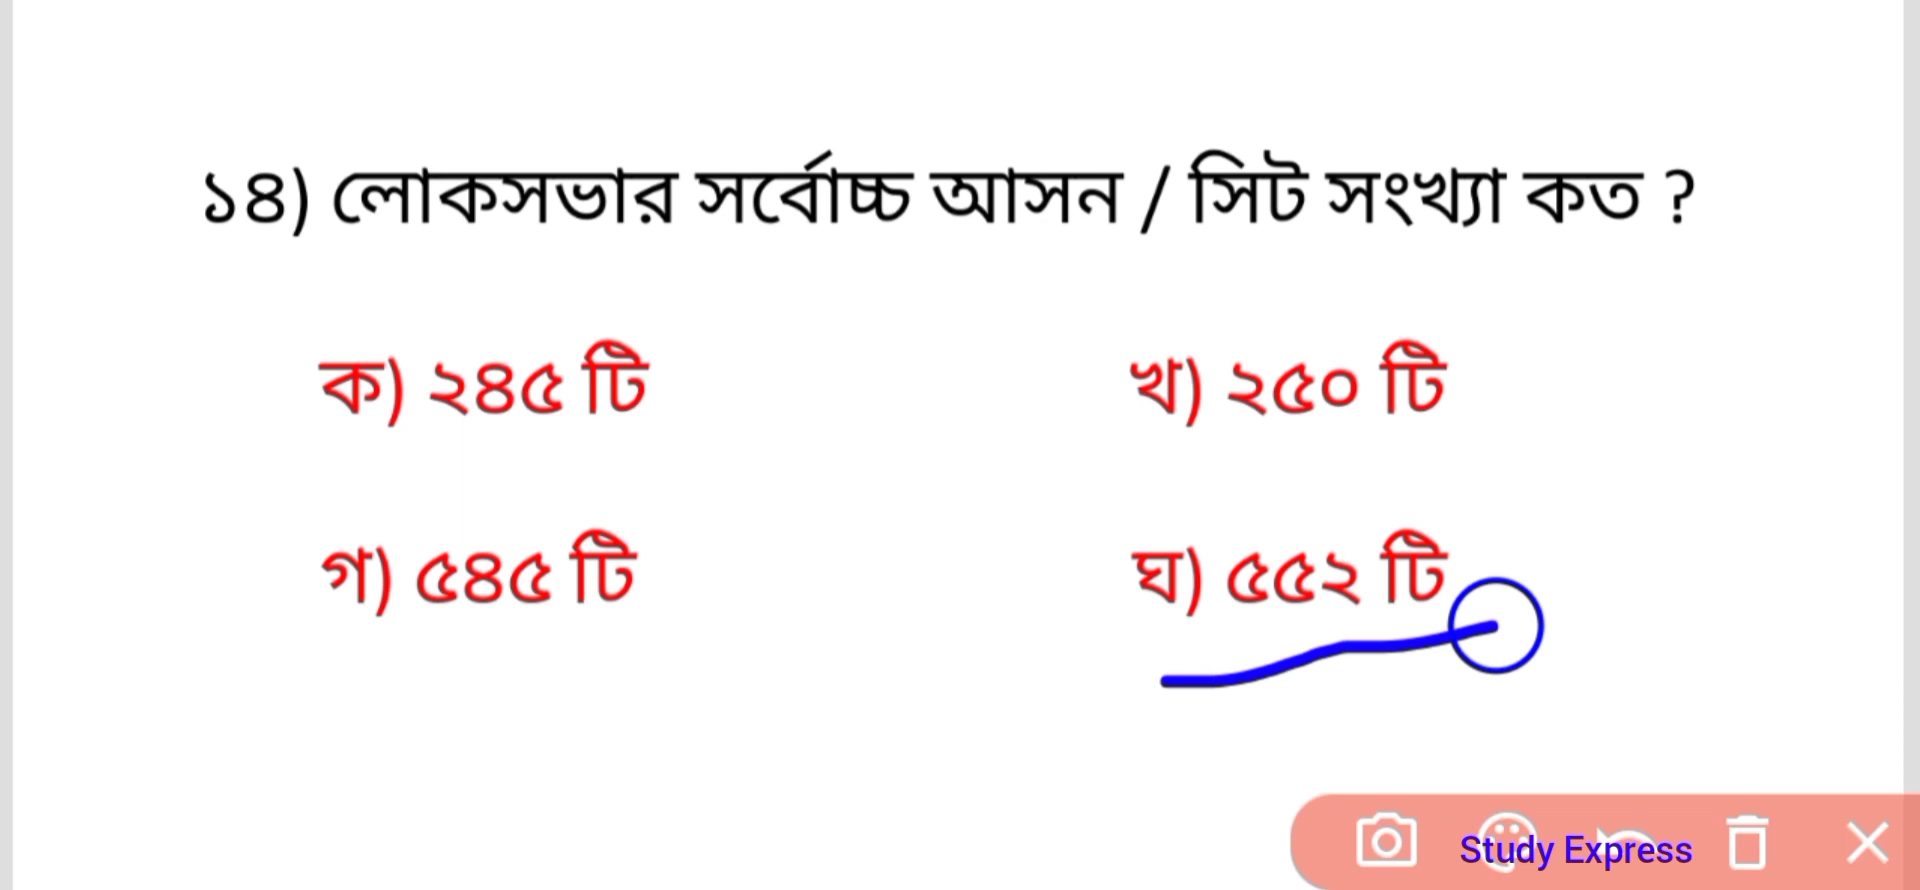 ১৪) লোকসভার সর্বোচ্চ আসন / সিট সংখ্যা কত ?
ক) ২৪৫ টি
খ) ২৫০ টি
গ) ৫৪৫ টি
ঘ) ৫৫২ টি
Study Express